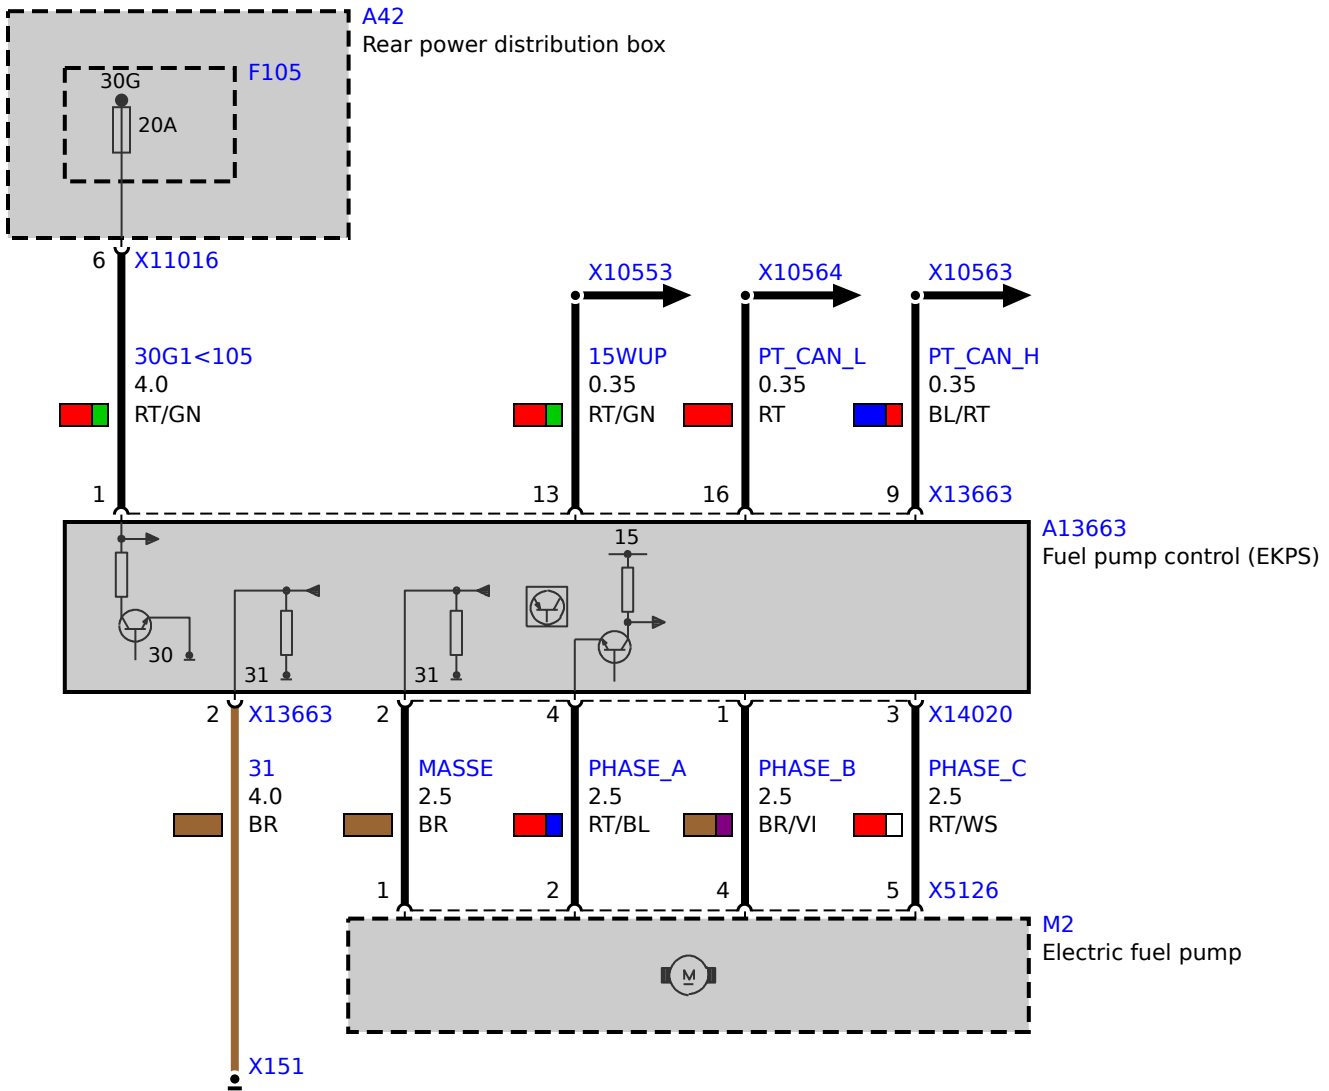 A42
Rear power distribution box
F105
30G
20A
6 X11016
X10553 X10564 X10563
30G1<105 15WUP PT_CAN_L PT_CAN_H
4.0 0.35 0.35 0.35
RT/GN RT/GN RT BL/RT
1 13 16 9 X13663
A13663
Fuel pump control (EKPS)
15
30
31 31
2 X13663 2 4 1 3 X14020
31 MASSE PHASE_A PHASE_B PHASE_C
4.0 2.5 2.5 2.5 2.5
BR BR RT/BL BR/VI RT/WS
1 2 4 5 X5126
M2
Electric fuel pump
M
X151